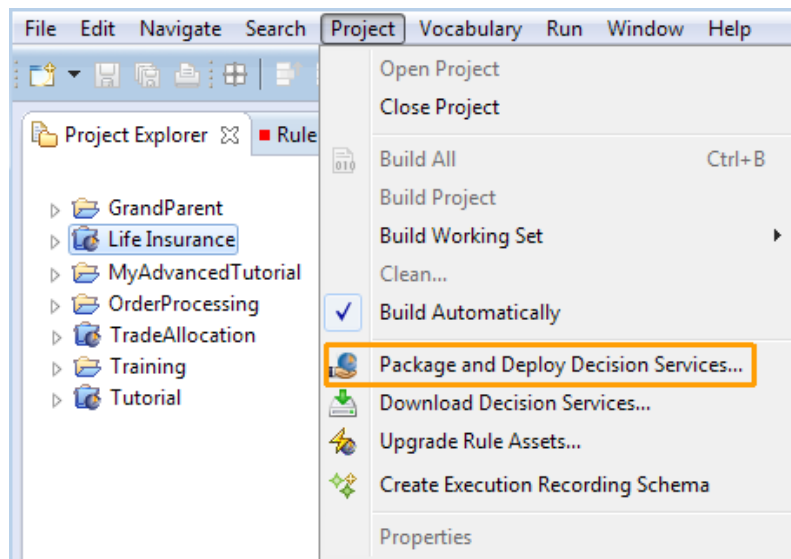 File Edit Navigate Search Project Vocabulary Run Window Help
Project Explorer Rule
GrandParent
Life Insurance
MyAdvancedTutorial
OrderProcessing
TradeAllocation
Training
Tutorial
Open Project
Close Project
010
Build All Ctrl+B
Build Project
Build Working Set
Clean...
Build Automatically
Package and Deploy Decision Services...
Download Decision Services...
Upgrade Rule Assets...
Create Execution Recording Schema
Properties